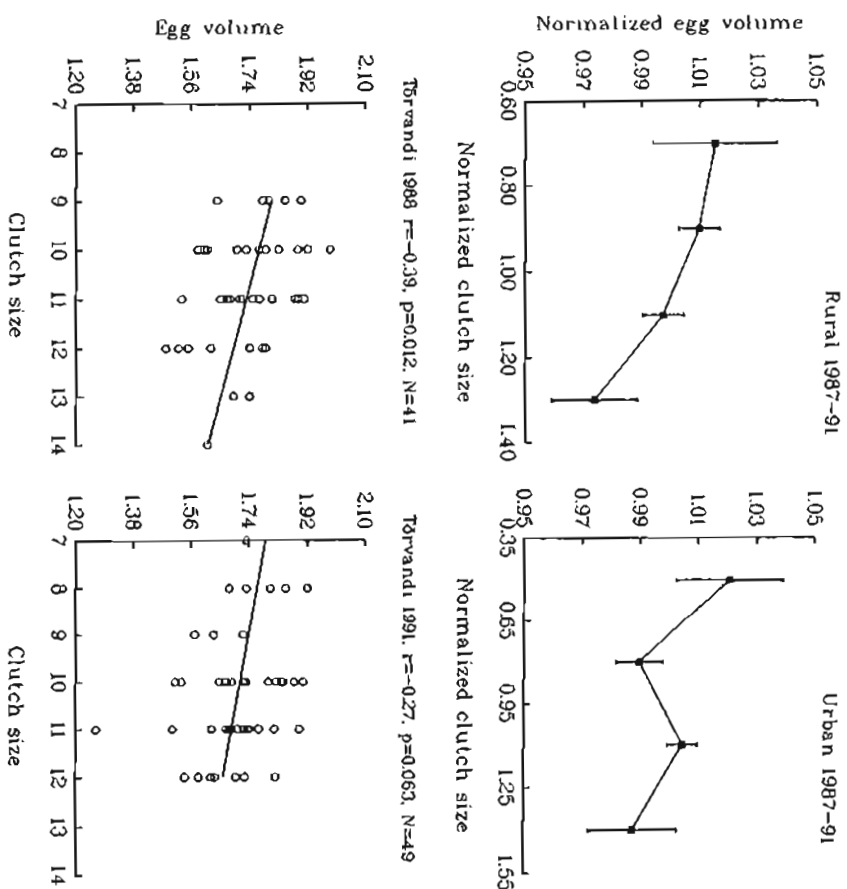 Rural 1987-91
Normalized egg volume
1.05
1.03
1.01
0.99
0.97
0.95
0.60 0.80 1.00 1.20 1.40
Normalized clutch size
Urban 1987-91
1.05
1.03
1.01
0.99
0.97
0.95
0.35 0.65 0.95 1.25 1.55
Normalized clutch size
Tõrvandi 1988 r=-0.39, p=0.012, N=41
Egg volume
2.10
1.92
1.74
1.56
1.38
1.20
7 8 9 10 11 12 13 14
Clutch size
Tõrvandi 1991, r=-0.27, p=0.063, N=49
2.10
1.92
1.74
1.56
1.38
1.20
7 8 9 10 11 12 13 14
Clutch size